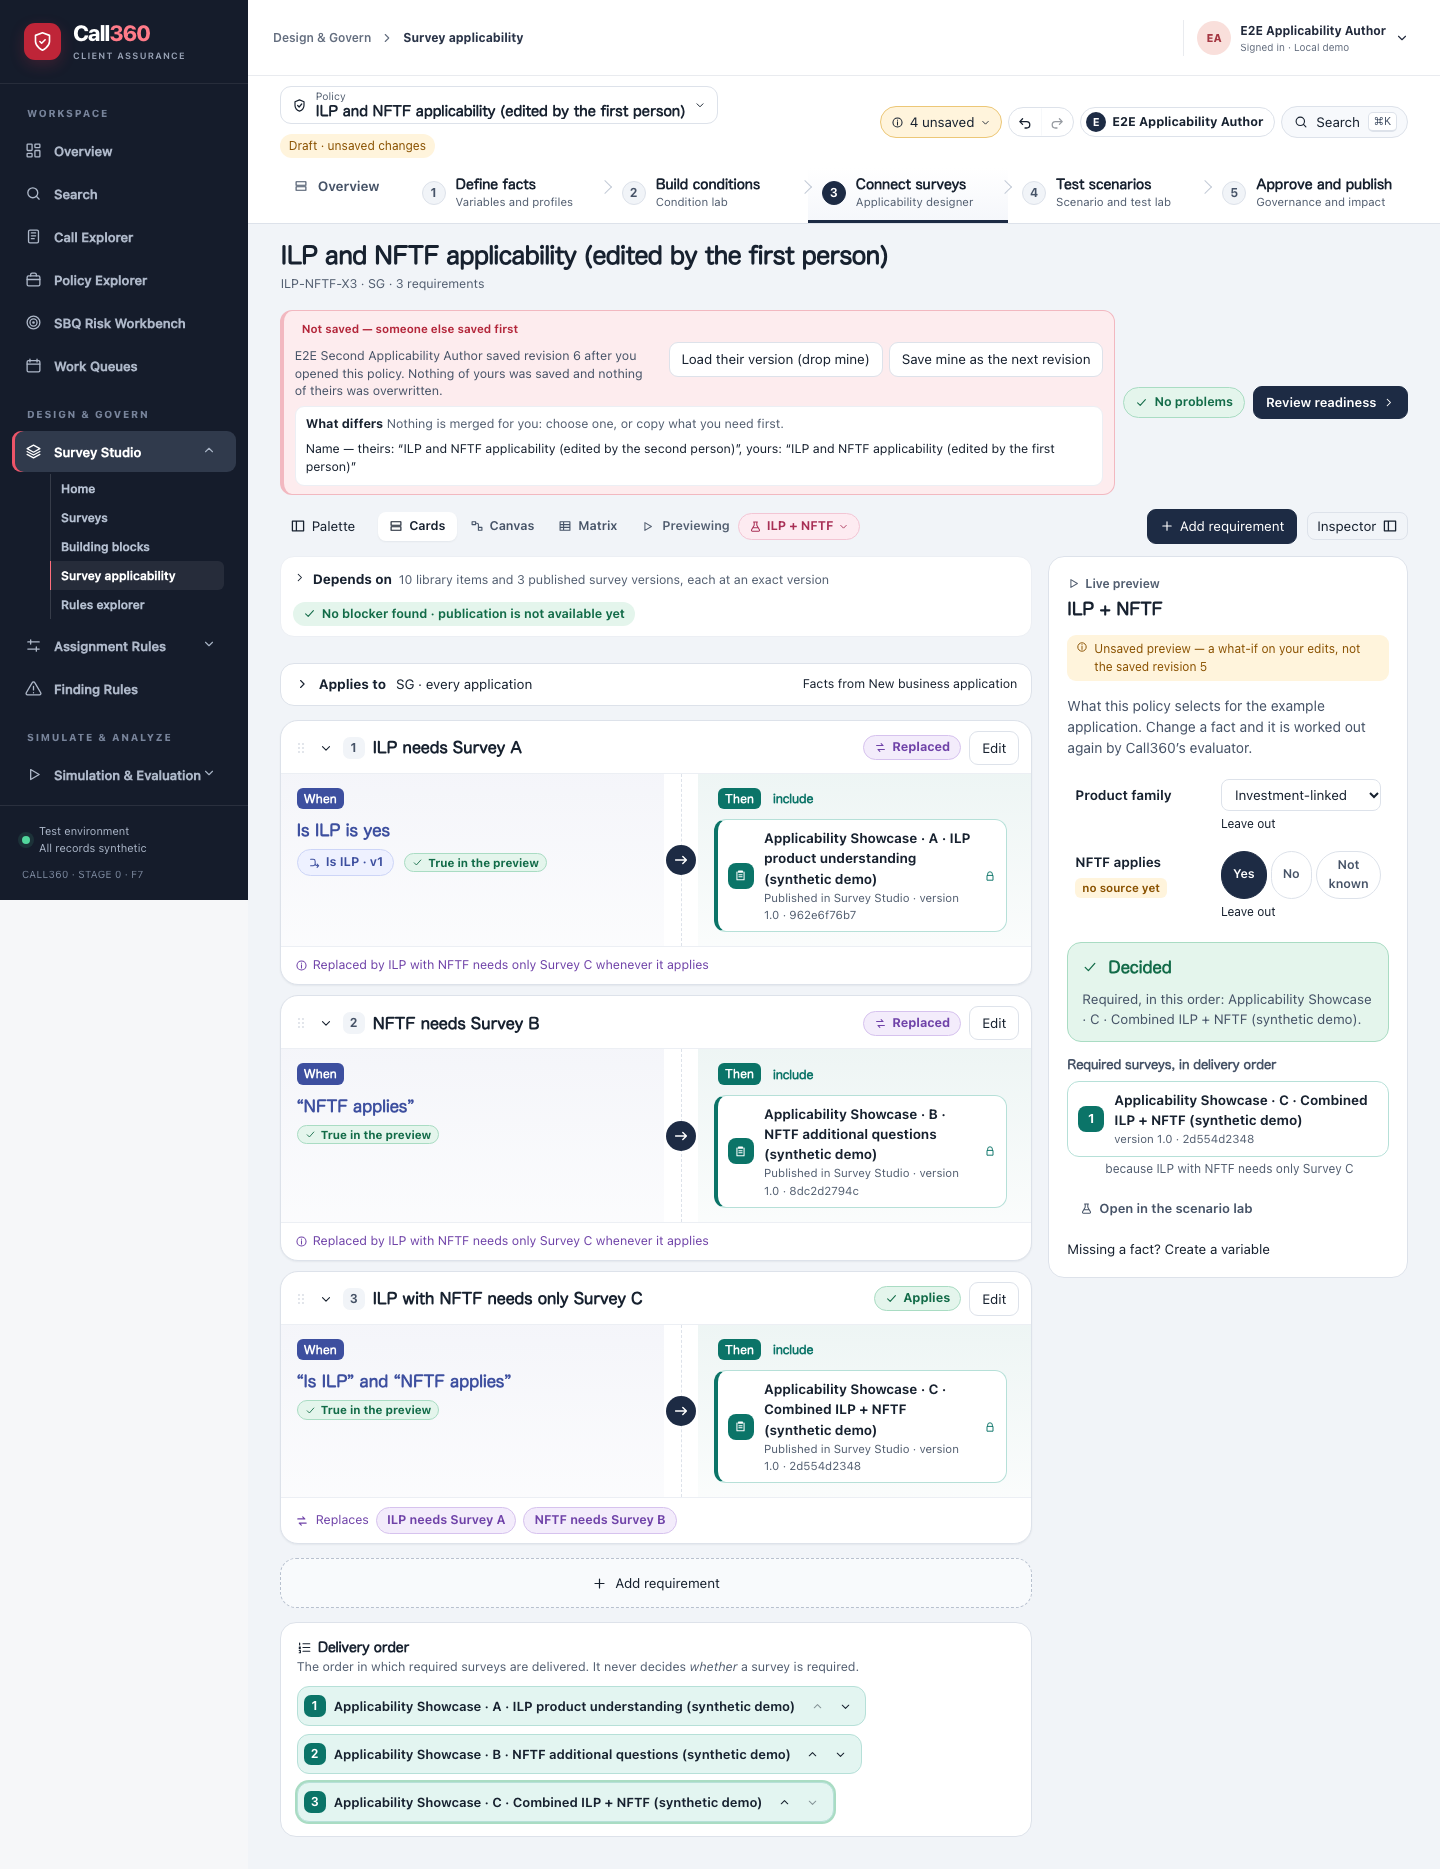 Call360
CLIENT ASSURANCE
WORKSPACE
Overview
Search
Call Explorer
Policy Explorer
SBQ Risk Workbench
Work Queues
DESIGN & GOVERN
Survey Studio
Home
Surveys
Building blocks
Survey applicability
Rules explorer
Assignment Rules
Finding Rules
SIMULATE & ANALYZE
Simulation & Evaluation
Test environment
All records synthetic
CALL360 · STAGE 0 · F7
Design & Govern
Survey applicability
EA
E2E Applicability Author
Signed in · Local demo
Policy
ILP and NFTF applicability (edited by the first person)
Draft · unsaved changes
4 unsaved
E
E2E Applicability Author
Search
⌘K
Overview
1
Define facts
Variables and profiles
2
Build conditions
Condition lab
3
Connect surveys
Applicability designer
4
Test scenarios
Scenario and test lab
5
Approve and publish
Governance and impact
ILP and NFTF applicability (edited by the first person)
ILP-NFTF-X3 · SG · 3 requirements
Not saved — someone else saved first
E2E Second Applicability Author saved revision 6 after you
opened this policy. Nothing of yours was saved and nothing
of theirs was overwritten.
Load their version (drop mine)
Save mine as the next revision
What differs Nothing is merged for you: choose one, or copy what you need first.
Name — theirs: “ILP and NFTF applicability (edited by the second person)”, yours: “ILP and NFTF applicability (edited by the first
person)”
No problems
Review readiness
Palette
Cards
Canvas
Matrix
Previewing
ILP + NFTF
Add requirement
Inspector
Depends on 10 library items and 3 published survey versions, each at an exact version
No blocker found · publication is not available yet
Applies to SG · every application
Facts from New business application
1
ILP needs Survey A
Replaced
Edit
When
Is ILP is yes
Is ILP · v1
True in the preview
Then include
Applicability Showcase · A · ILP
product understanding
(synthetic demo)
Published in Survey Studio · version
1.0 · 962e6f76b7
Replaced by ILP with NFTF needs only Survey C whenever it applies
2
NFTF needs Survey B
Replaced
Edit
When
“NFTF applies”
True in the preview
Then include
Applicability Showcase · B ·
NFTF additional questions
(synthetic demo)
Published in Survey Studio · version
1.0 · 8dc2d2794c
Replaced by ILP with NFTF needs only Survey C whenever it applies
3
ILP with NFTF needs only Survey C
Applies
Edit
When
“Is ILP” and “NFTF applies”
True in the preview
Then include
Applicability Showcase · C ·
Combined ILP + NFTF
(synthetic demo)
Published in Survey Studio · version
1.0 · 2d554d2348
Replaces
ILP needs Survey A
NFTF needs Survey B
Add requirement
Delivery order
The order in which required surveys are delivered. It never decides whether a survey is required.
1 Applicability Showcase · A · ILP product understanding (synthetic demo)
2 Applicability Showcase · B · NFTF additional questions (synthetic demo)
3 Applicability Showcase · C · Combined ILP + NFTF (synthetic demo)
Live preview
ILP + NFTF
Unsaved preview — a what-if on your edits, not
the saved revision 5
What this policy selects for the example
application. Change a fact and it is worked out
again by Call360’s evaluator.
Product family
Investment-linked
Leave out
NFTF applies
no source yet
Yes
No
Not
known
Leave out
Decided
Required, in this order: Applicability Showcase
· C · Combined ILP + NFTF (synthetic demo).
Required surveys, in delivery order
1
Applicability Showcase · C · Combined
ILP + NFTF (synthetic demo)
version 1.0 · 2d554d2348
because ILP with NFTF needs only Survey C
Open in the scenario lab
Missing a fact? Create a variable